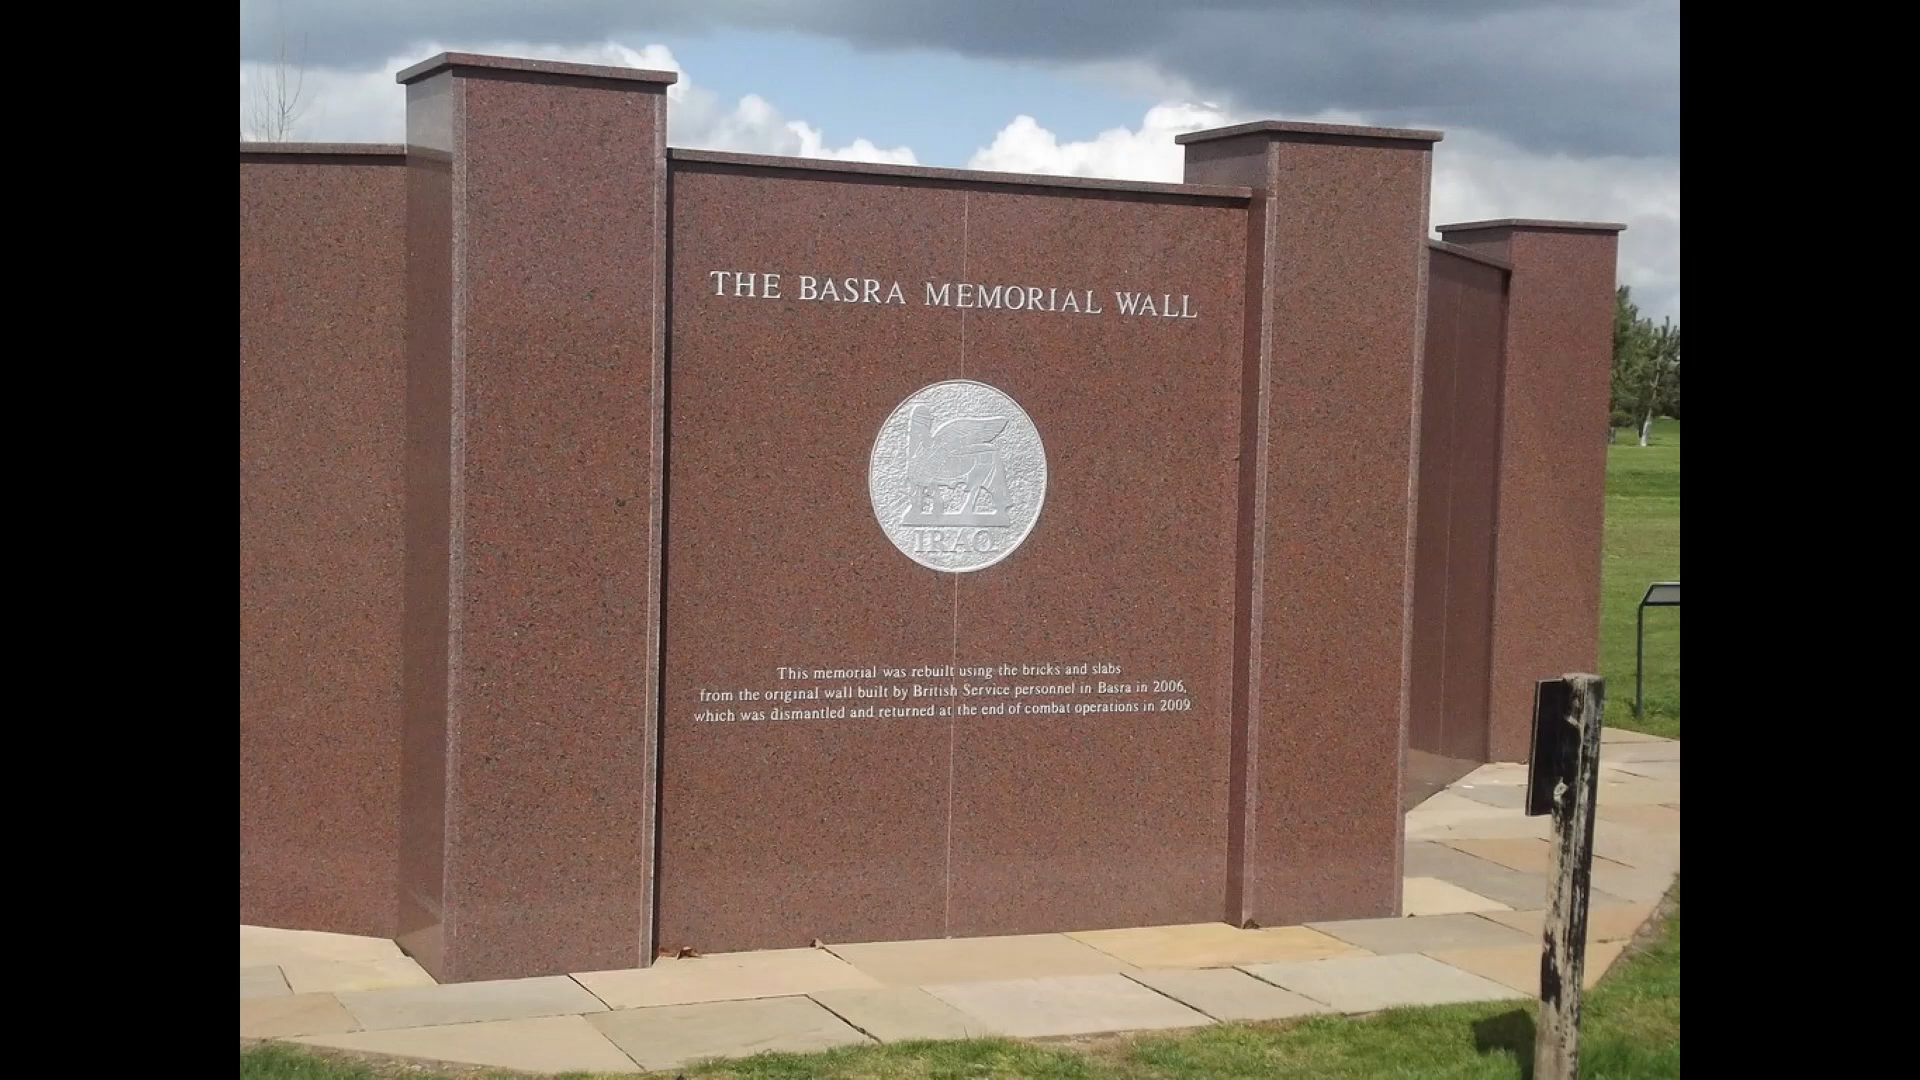 THE BASRA MEMORIAL WALL
IRAQ
This memorial was rebuilt using the bricks and slabs
from the original wall built by British Service personnel in Basra in 2006,
which was dismantled and returned at the end of combat operations in 2009.